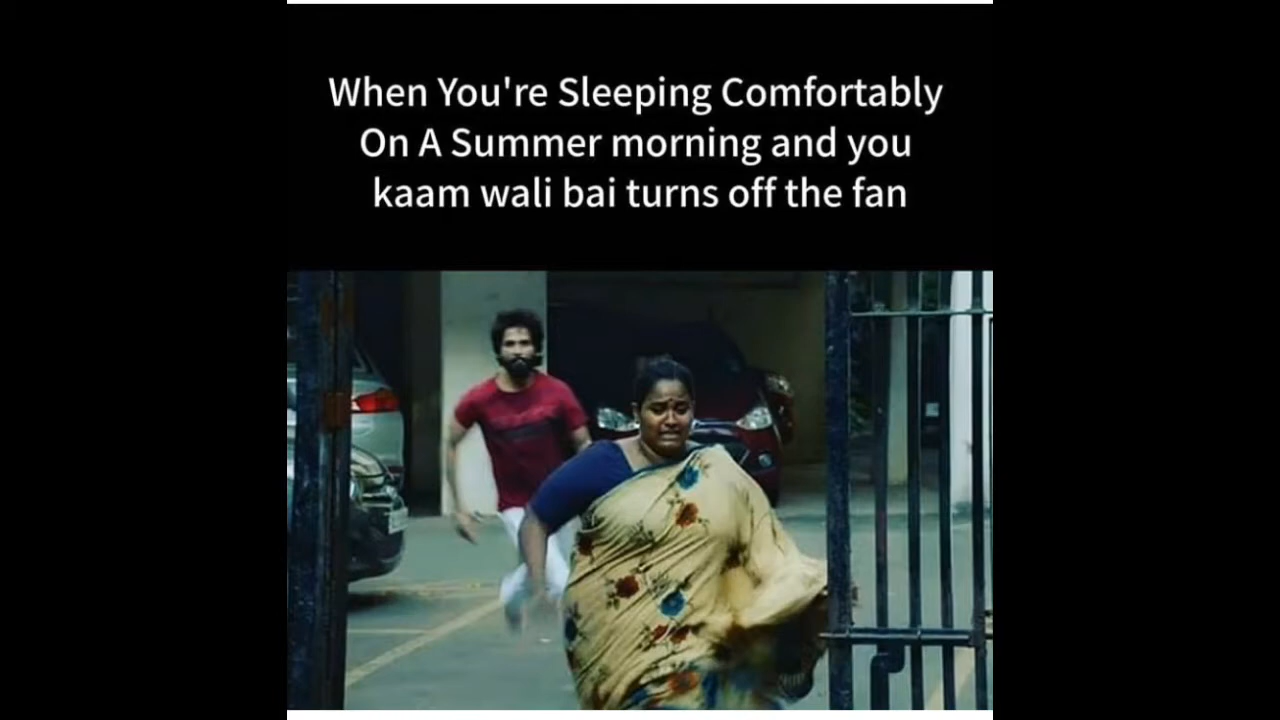 When You're Sleeping Comfortably
On A Summer morning and you
kaam wali bai turns off the fan